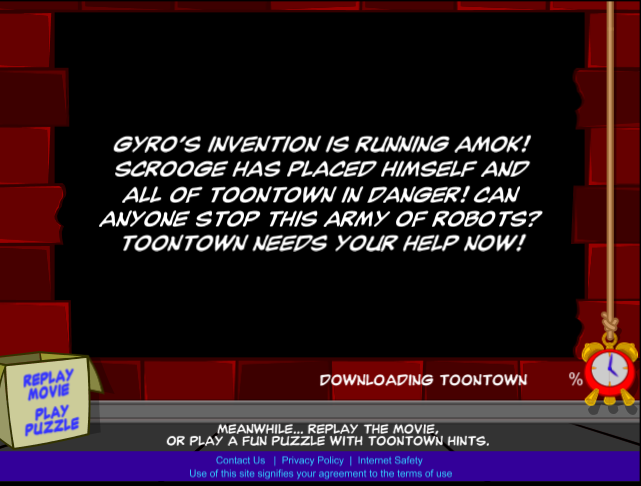 GYRO'S INVENTION IS RUNNING AMOK!
SCROOGE HAS PLACED HIMSELF AND
ALL OF TOONTOWN IN DANGER! CAN
ANYONE STOP THIS ARMY OF ROBOTS?
TOONTOWN NEEDS YOUR HELP NOW!
DOWNLOADING TOONTOWN %
REPLAY
MOVIE
PLAY
PUZZLE
MEANWHILE... REPLAY THE MOVIE,
OR PLAY A FUN PUZZLE WITH TOONTOWN HINTS.
Contact Us | Privacy Policy | Internet Safety
Use of this site signifies your agreement to the terms of use